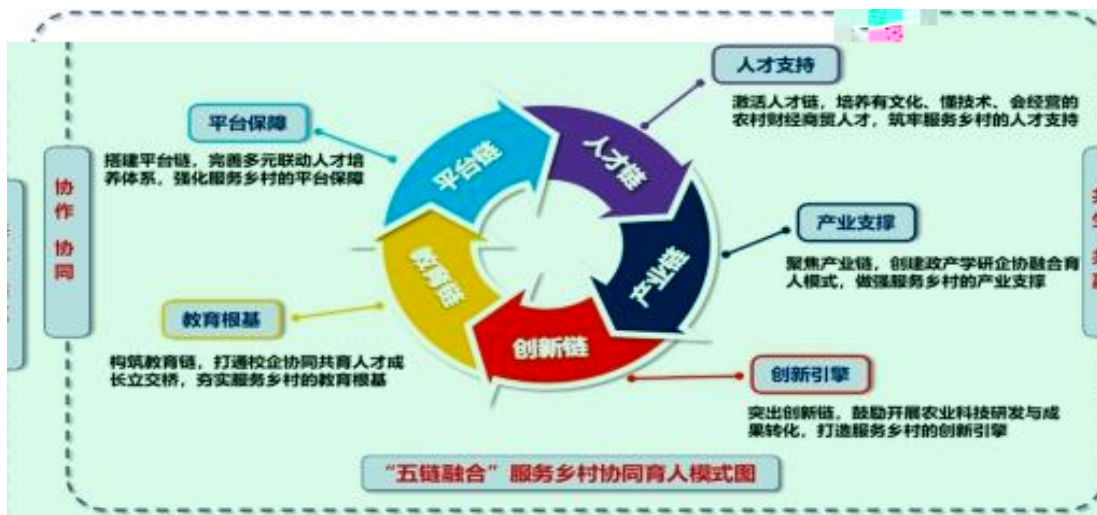 人才支持
激活人才链，培养有文化、懂技术、会经营的
农村财经商贸人才，筑牢服务乡村的人才支持
平台保障
搭建平台链，完善多元联动人才培
养体系，强化服务乡村的平台保障
协作 协同
平台链
人才链
产业支撑
聚焦产业链，创建政产学研企协融合育
人模式，做强服务乡村的产业支撑
教育链
产业链
创新链
教育根基
构筑教育链，打通校企协同共育人才成
长立交桥，夯实服务乡村的教育根基
创新引擎
突出创新链，鼓励开展农业科技研发与成
果转化，打造服务乡村的创新引擎
“五链融合”服务乡村协同育人模式图